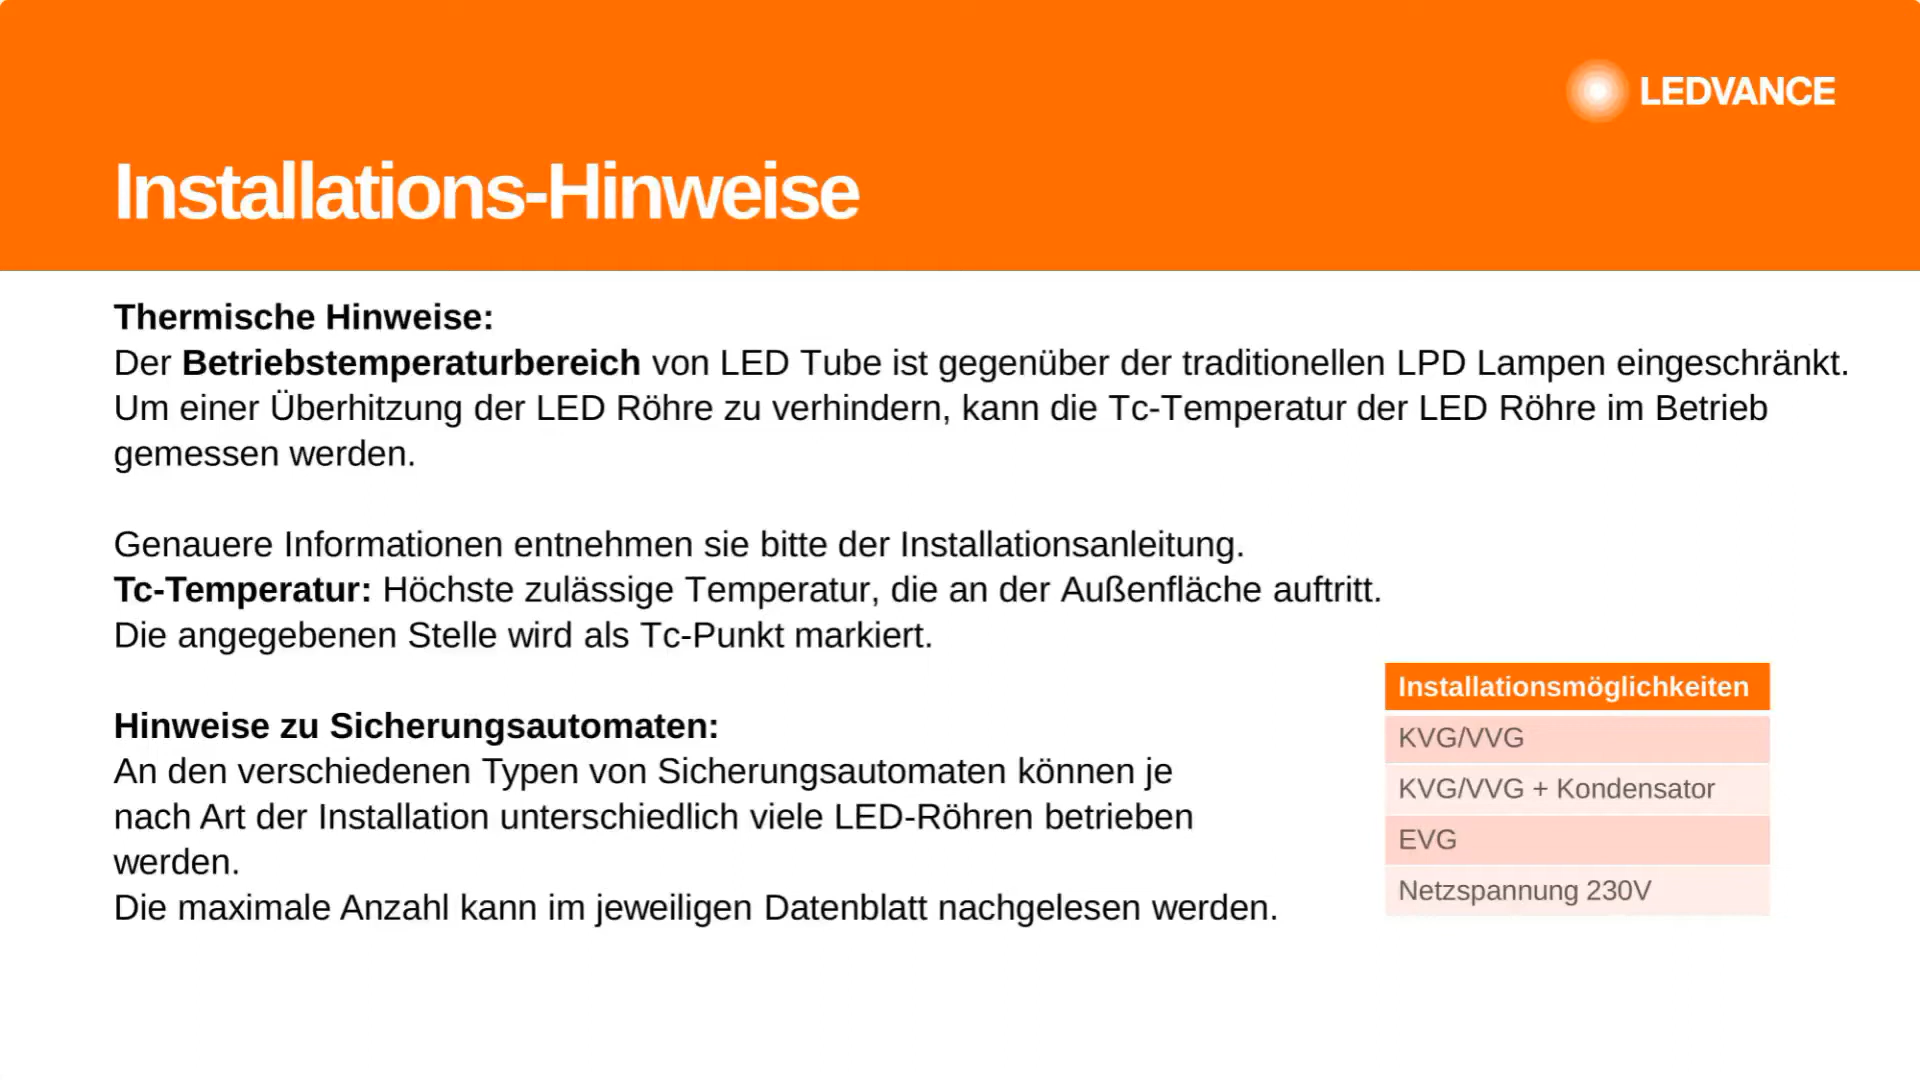 LEDVANCE
Installations-Hinweise
Thermische Hinweise:
Der Betriebstemperaturbereich von LED Tube ist gegenüber der traditionellen LPD Lampen eingeschränkt.
Um einer Überhitzung der LED Röhre zu verhindern, kann die Tc-Temperatur der LED Röhre im Betrieb
gemessen werden.
Genauere Informationen entnehmen sie bitte der Installationsanleitung.
Tc-Temperatur: Höchste zulässige Temperatur, die an der Außenfläche auftritt.
Die angegebenen Stelle wird als Tc-Punkt markiert.
Hinweise zu Sicherungsautomaten:
An den verschiedenen Typen von Sicherungsautomaten können je
nach Art der Installation unterschiedlich viele LED-Röhren betrieben
werden.
Die maximale Anzahl kann im jeweiligen Datenblatt nachgelesen werden.
Installationsmöglichkeiten
KVG/VVG
KVG/VVG + Kondensator
EVG
Netzspannung 230V